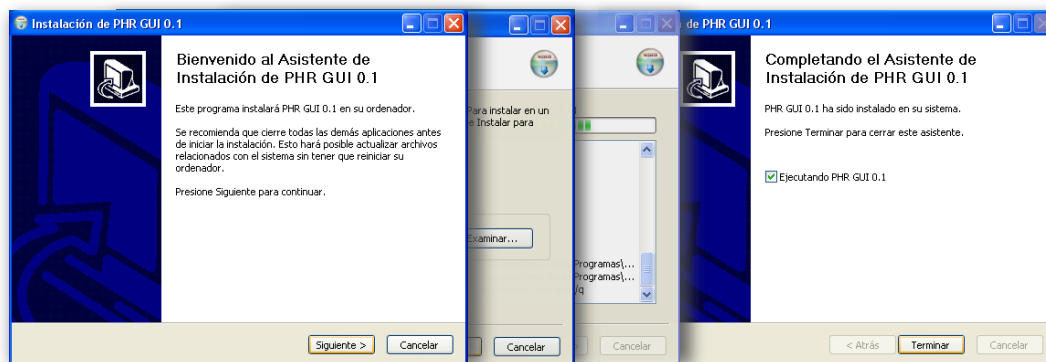 Instalación de PHR GUI 0.1
Bienvenido al Asistente de
Instalación de PHR GUI 0.1
Este programa instalará PHR GUI 0.1 en su ordenador.
Se recomienda que cierre todas las demás aplicaciones antes
de iniciar la instalación. Esto hará posible actualizar archivos
relacionados con el sistema sin tener que reiniciar su
ordenador.
Presione Siguiente para continuar.
Siguiente >
Cancelar
Para instalar en un
e Instalar para
Examinar...
Cancelar
Programas\...
Programas\...
/q
Cancelar
de PHR GUI 0.1
Completando el Asistente de
Instalación de PHR GUI 0.1
PHR GUI 0.1 ha sido instalado en su sistema.
Presione Terminar para cerrar este asistente.
Ejecutando PHR GUI 0.1
< Atrás
Terminar
Cancelar